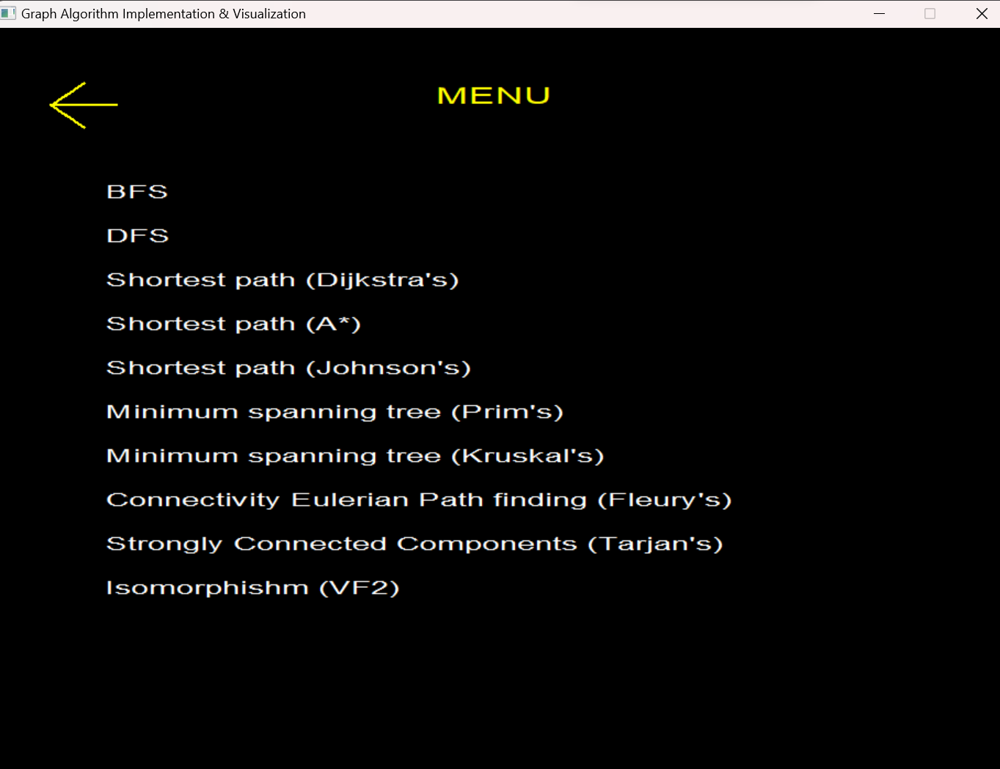 Graph Algorithm Implementation & Visualization
MENU
BFS
DFS
Shortest path (Dijkstra's)
Shortest path (A*)
Shortest path (Johnson's)
Minimum spanning tree (Prim's)
Minimum spanning tree (Kruskal's)
Connectivity Eulerian Path finding (Fleury's)
Strongly Connected Components (Tarjan's)
Isomorphishm (VF2)